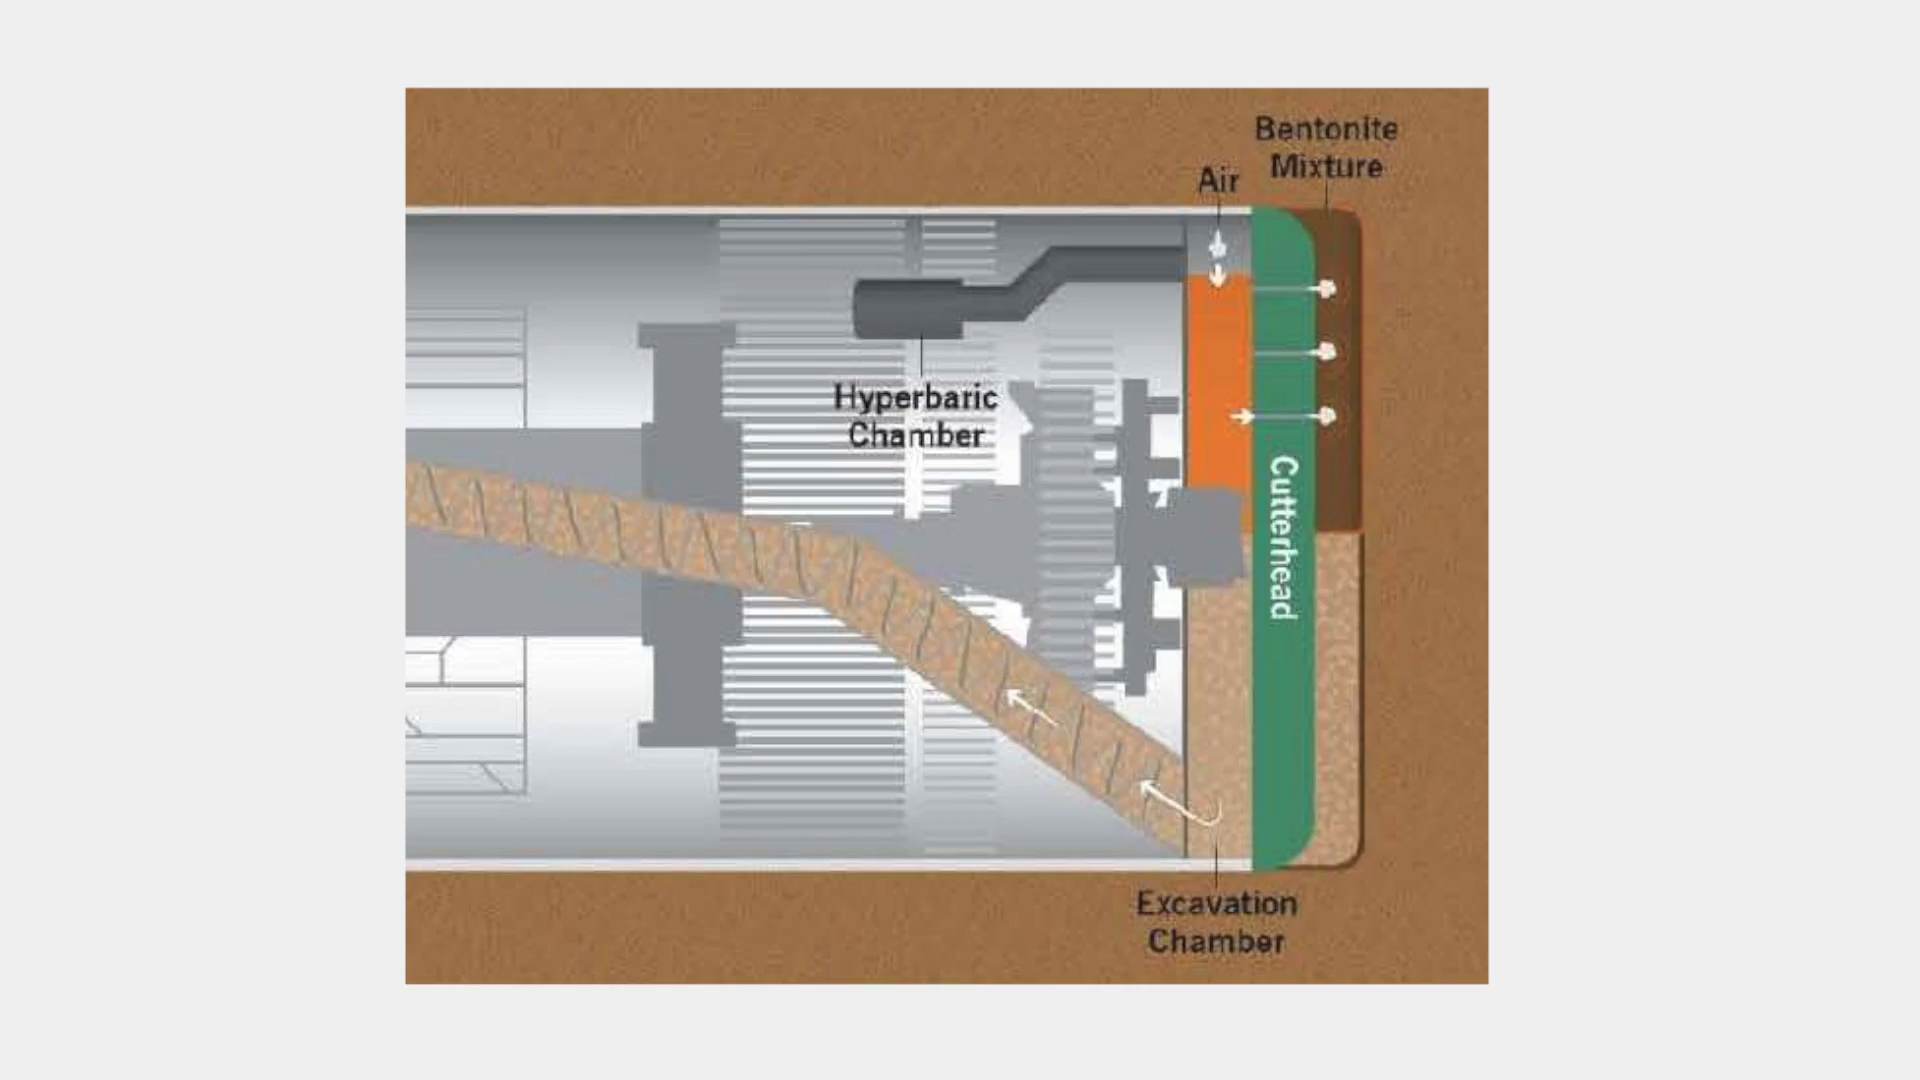 Bentonite
Mixture
Air
Hyperbaric
Chamber
Cutterhead
Excavation
Chamber